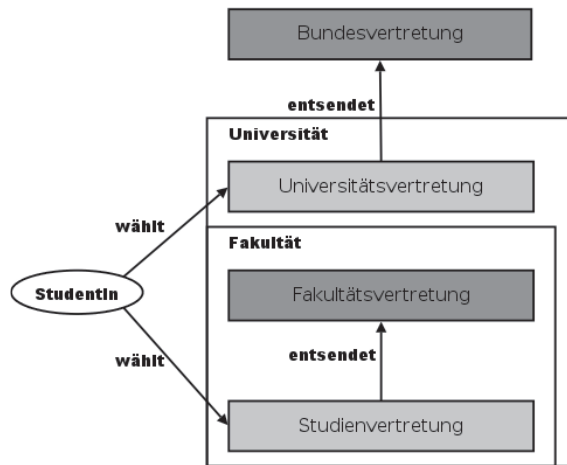 Bundesvertretung
entsendet
Universität
Universitätsvertretung
wählt
Fakultät
StudentIn
Fakultätsvertretung
wählt
entsendet
Studienvertretung